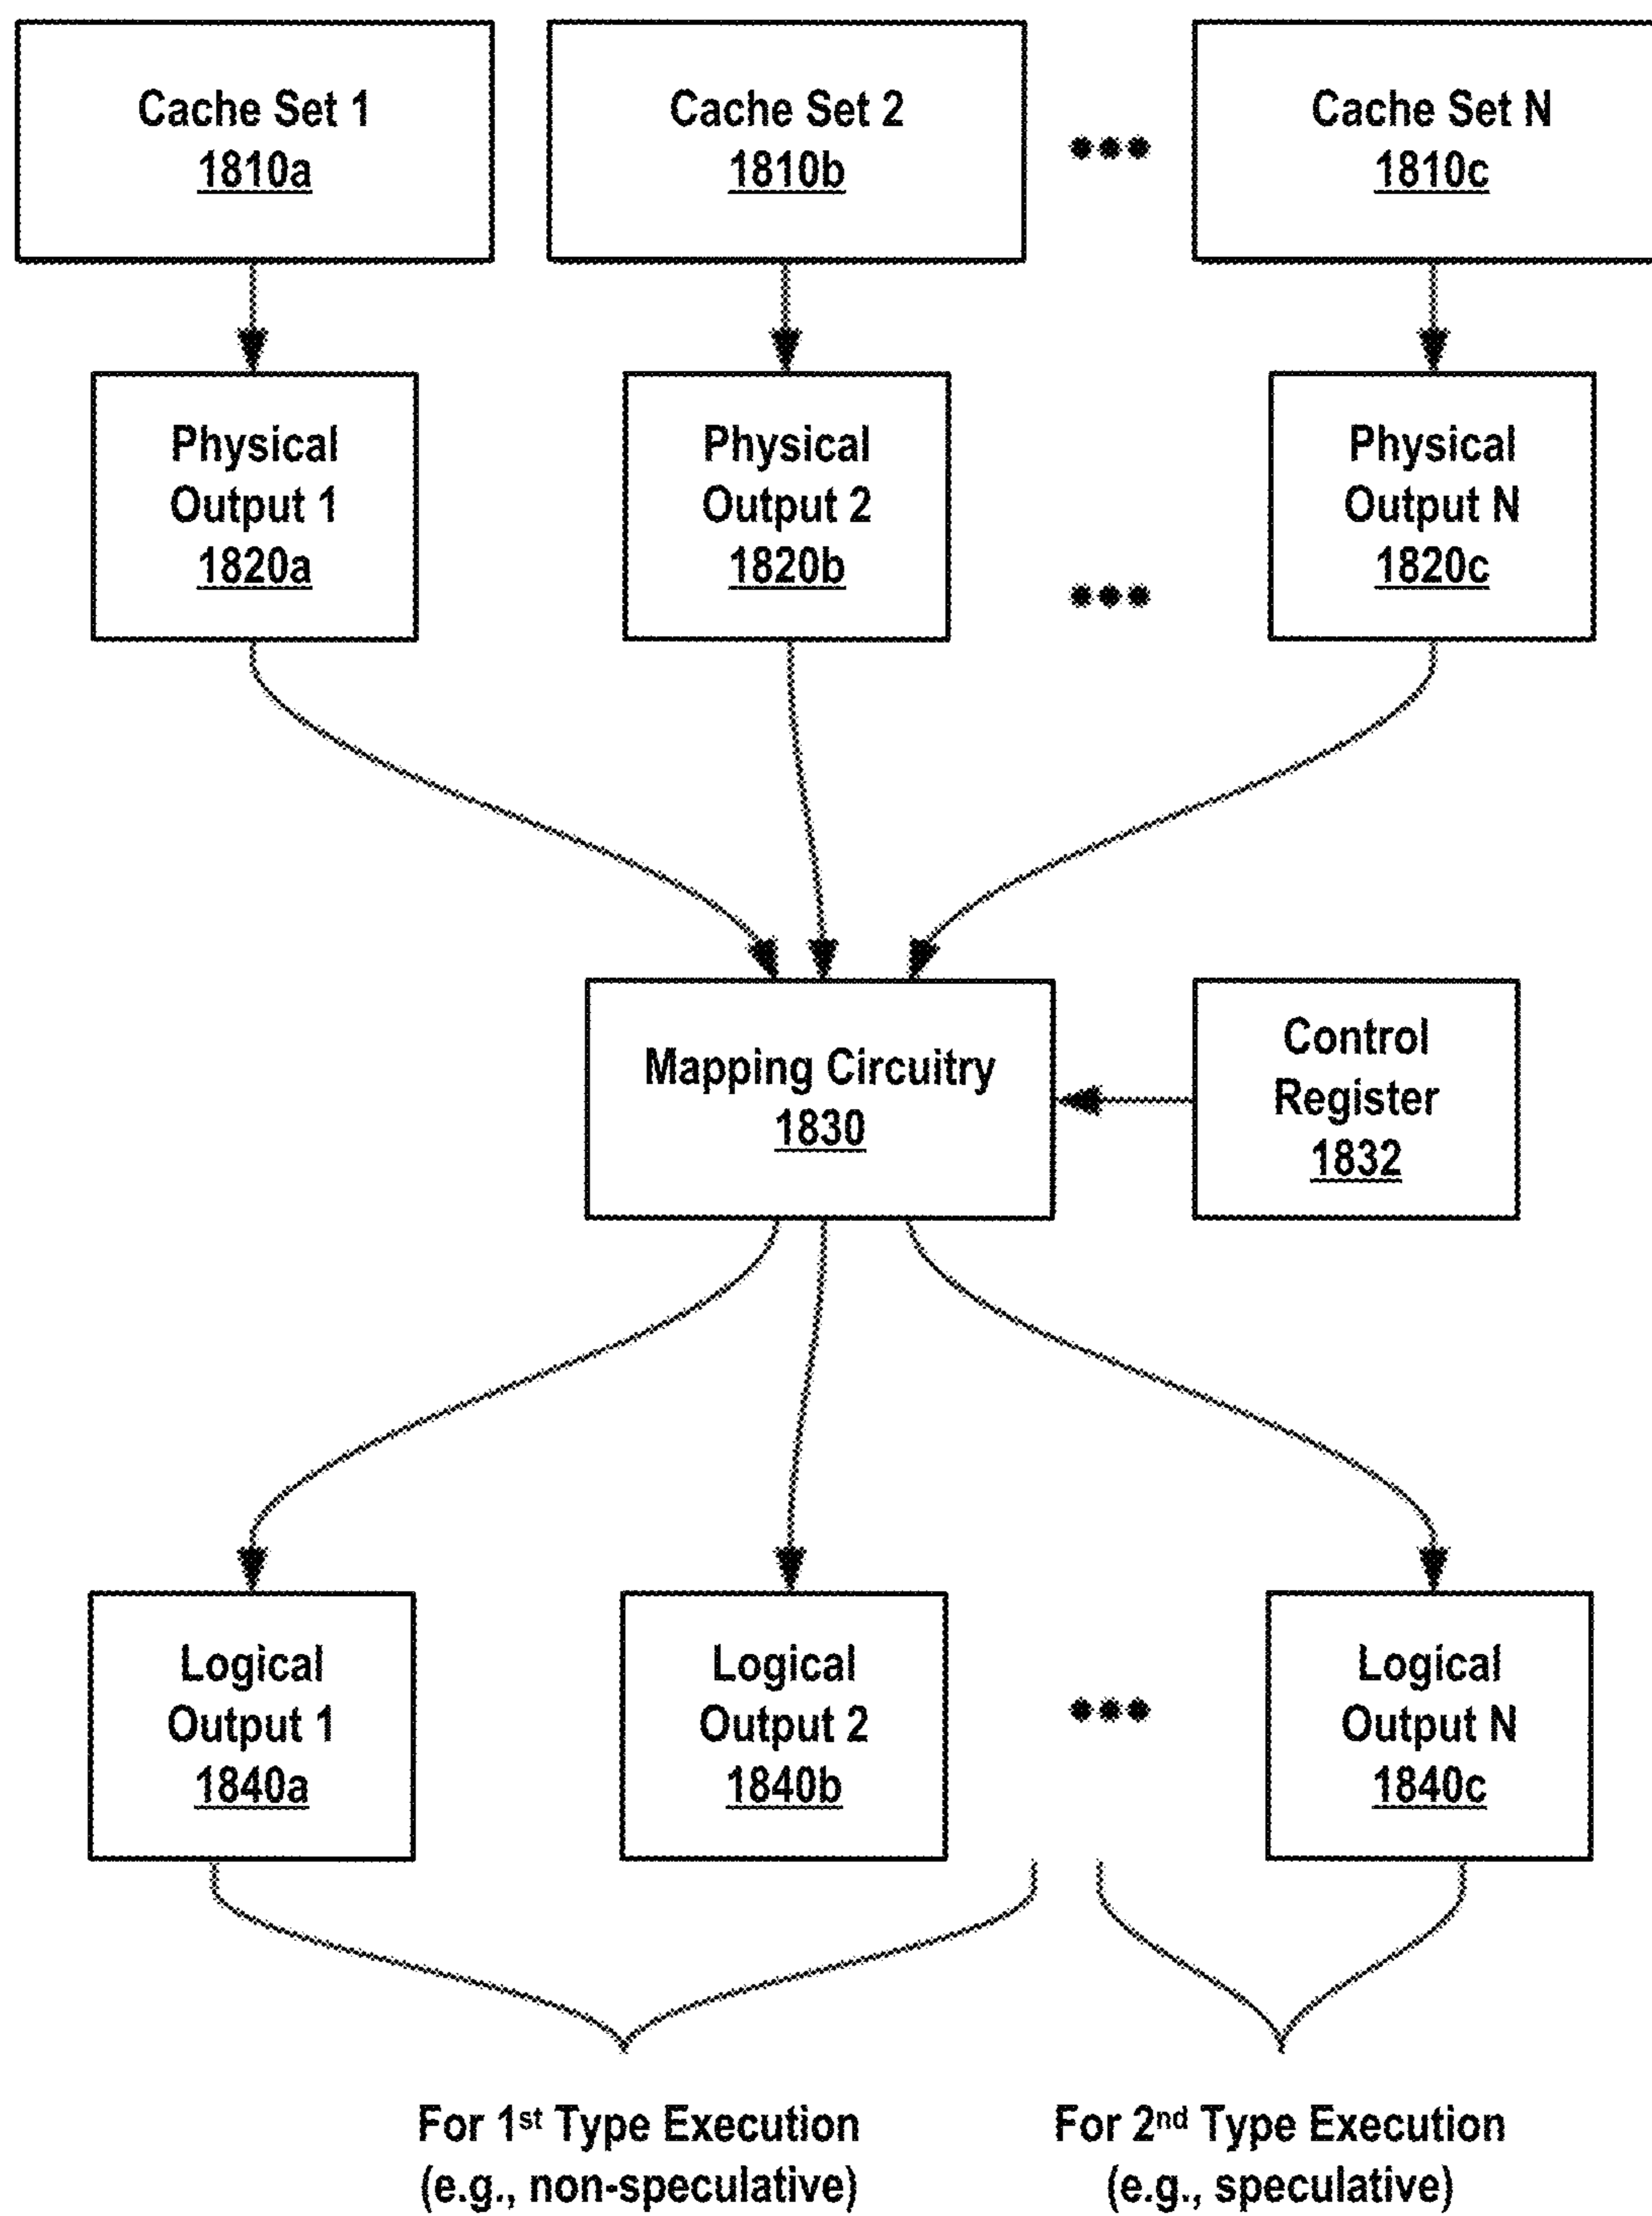 Cache Set 1
1810a
Cache Set 2
1810b
Cache Set N
1810c
Physical
Output 1
1820a
Physical
Output 2
1820b
Physical
Output N
1820c
Mapping Circuitry
1830
Control
Register
1832
Logical
Output 1
1840a
Logical
Output 2
1840b
Logical
Output N
1840c
For 1st Type Execution
(e.g., non-speculative)
For 2nd Type Execution
(e.g., speculative)